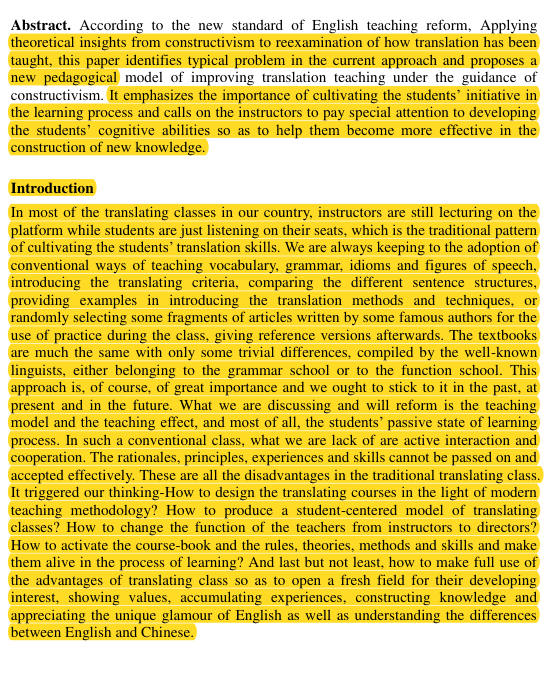 Abstract. According to the new standard of English teaching reform, Applying
theoretical insights from constructivism to reexamination of how translation has been
taught, this paper identifies typical problem in the current approach and proposes a
new pedagogical model of improving translation teaching under the guidance of
constructivism. It emphasizes the importance of cultivating the students' initiative in
the learning process and calls on the instructors to pay special attention to developing
the students' cognitive abilities so as to help them become more effective in the
construction of new knowledge.
Introduction
In most of the translating classes in our country, instructors are still lecturing on the
platform while students are just listening on their seats, which is the traditional pattern
of cultivating the students' translation skills. We are always keeping to the adoption of
conventional ways of teaching vocabulary, grammar, idioms and figures of speech,
introducing the translating criteria, comparing the different sentence structures,
providing examples in introducing the translation methods and techniques, or
randomly selecting some fragments of articles written by some famous authors for the
use of practice during the class, giving reference versions afterwards. The textbooks
are much the same with only some trivial differences, compiled by the well-known
linguists, either belonging to the grammar school or to the function school. This
approach is, of course, of great importance and we ought to stick to it in the past, at
present and in the future. What we are discussing and will reform is the teaching
model and the teaching effect, and most of all, the students' passive state of learning
process. In such a conventional class, what we are lack of are active interaction and
cooperation. The rationales, principles, experiences and skills cannot be passed on and
accepted effectively. These are all the disadvantages in the traditional translating class.
It triggered our thinking-How to design the translating courses in the light of modern
teaching methodology? How to produce a student-centered model of translating
classes? How to change the function of the teachers from instructors to directors?
How to activate the course-book and the rules, theories, methods and skills and make
them alive in the process of learning? And last but not least, how to make full use of
the advantages of translating class so as to open a fresh field for their developing
interest, showing values, accumulating experiences, constructing knowledge and
appreciating the unique glamour of English as well as understanding the differences
between English and Chinese.